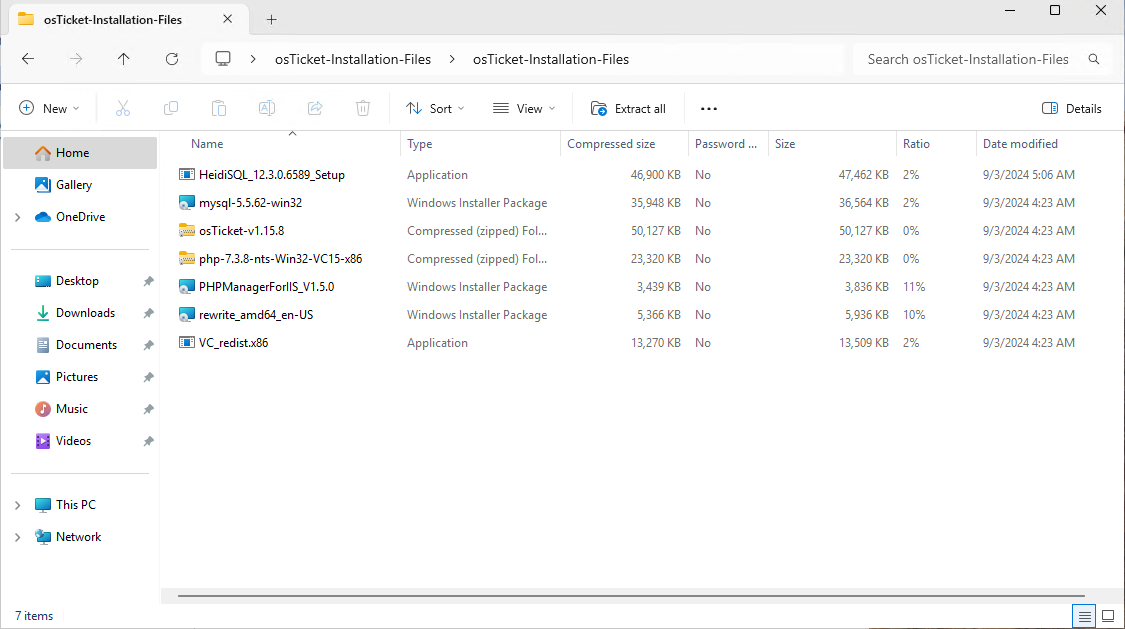 osTicket-Installation-Files
osTicket-Installation-Files osTicket-Installation-Files Search osTicket-Installation-Files
New Sort View Extract all Details
Name Type Compressed size Password ... Size Ratio Date modified
Home
Gallery
OneDrive
Desktop
Downloads
Documents
Pictures
Music
Videos
This PC
Network
HeidiSQL_12.3.0.6589_Setup Application 46,900 KB No 47,462 KB 2% 9/3/2024 5:06 AM
mysql-5.5.62-win32 Windows Installer Package 35,948 KB No 36,564 KB 2% 9/3/2024 4:23 AM
osTicket-v1.15.8 Compressed (zipped) Fol... 50,127 KB No 50,127 KB 0% 9/3/2024 4:23 AM
php-7.3.8-nts-Win32-VC15-x86 Compressed (zipped) Fol... 23,320 KB No 23,320 KB 0% 9/3/2024 4:23 AM
PHPManagerForIIS_V1.5.0 Windows Installer Package 3,439 KB No 3,836 KB 11% 9/3/2024 4:23 AM
rewrite_amd64_en-US Windows Installer Package 5,366 KB No 5,936 KB 10% 9/3/2024 4:23 AM
VC_redist.x86 Application 13,270 KB No 13,509 KB 2% 9/3/2024 4:23 AM
7 items